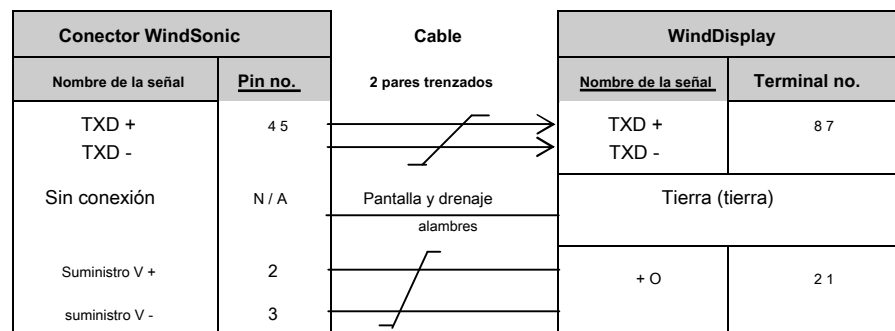 Conector WindSonic Cable WindDisplay
Nombre de la señal Pin no. 2 pares trenzados Nombre de la señal Terminal no.
TXD + 4 5 TXD + 8 7
TXD - TXD -
Sin conexión N / A Pantalla y drenaje Tierra (tierra)
alambres
Suministro V + 2 + O 2 1
suministro V - 3